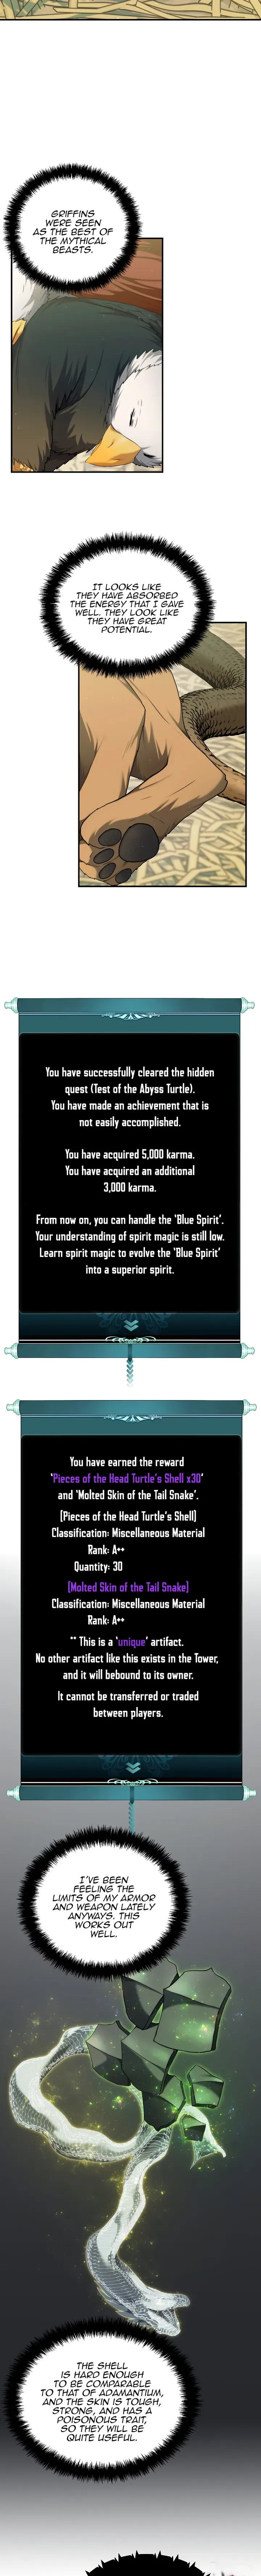 GRIFFINS
WERE SEEN
AS THE BEST OF
THE MYTHICAL
BEASTS.
IT LOOKS LIKE
THEY HAVE ABSORBED
THE ENERGY THAT I GAVE
WELL. THEY LOOK LIKE
THEY HAVE GREAT
POTENTIAL.
You have successfully cleared the hidden
quest (Test of the Abyss Turtle).
You have made an achievement that is
not easily accomplished.
You have acquired 5,000 karma.
You have acquired an additional
3,000 karma.
From now on, you can handle the 'Blue Spirit'.
Your understanding of spirit magic is still low.
Learn spirit magic to evolve the 'Blue Spirit'
into a superior spirit.
You have earned the reward
'Pieces of the Head Turtle's Shell x30'
and 'Molted Skin of the Tail Snake'.
[Pieces of the Head Turtle's Shell]
Classification: Miscellaneous Material
Rank: A++
Quantity: 30
[Molted Skin of the Tail Snake]
Classification: Miscellaneous Material
Rank: A++
** This is a 'unique' artifact.
No other artifact like this exists in the Tower,
and it will bebound to its owner.
It cannot be transferred or traded
between players.
I'VE BEEN
FEELING THE
LIMITS OF MY ARMOR
AND WEAPON LATELY
ANYWAYS. THIS
WORKS OUT
WELL.
THE SHELL
IS HARD ENOUGH
TO BE COMPARABLE
TO THAT OF ADAMANTIUM,
AND THE SKIN IS TOUGH,
STRONG, AND HAS A
POISONOUS TRAIT,
SO THEY WILL BE
QUITE USEFUL.